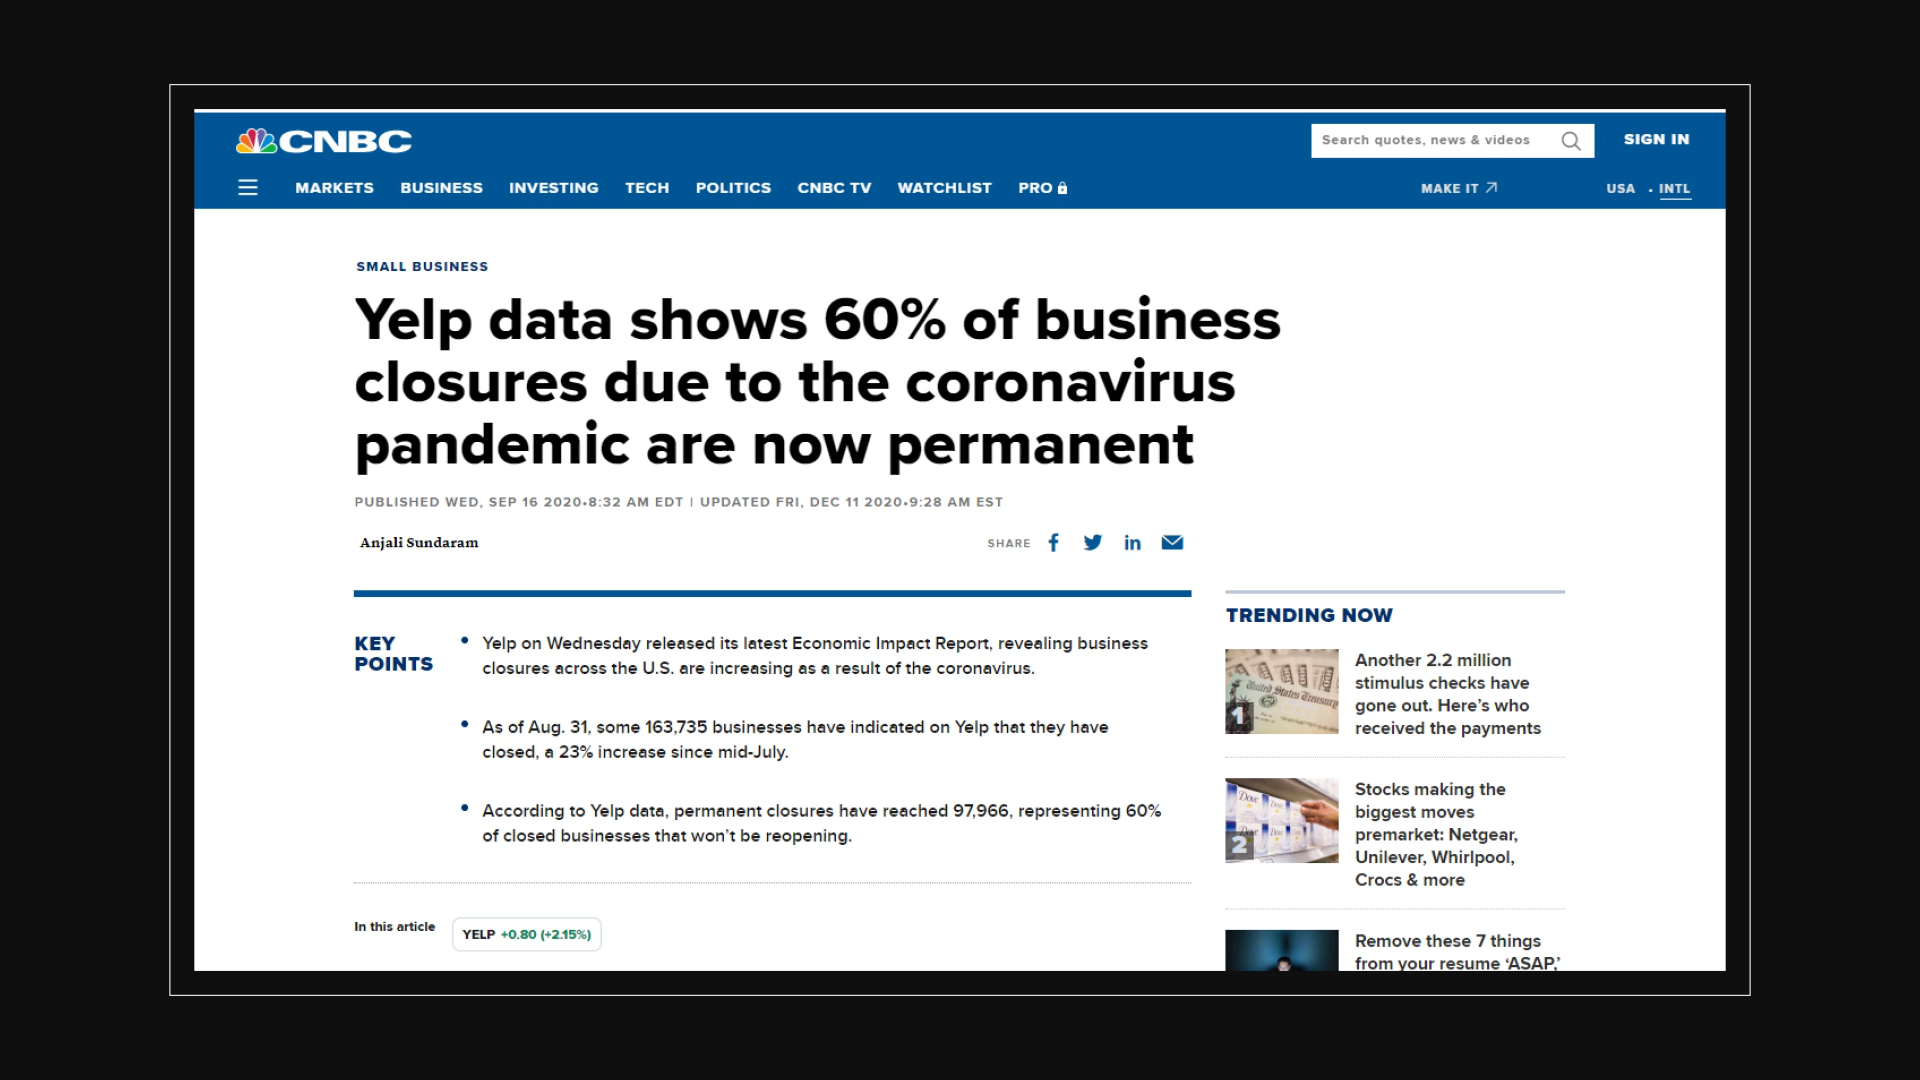 CNBC
Search quotes, news & videos
SIGN IN
MARKETS BUSINESS INVESTING TECH POLITICS CNBC TV WATCHLIST PRO
MAKE IT
USA • INTL
SMALL BUSINESS
Yelp data shows 60% of business
closures due to the coronavirus
pandemic are now permanent
PUBLISHED WED, SEP 16 2020•8:32 AM EDT | UPDATED FRI, DEC 11 2020•9:28 AM EST
Anjali Sundaram
SHARE
KEY
POINTS
• Yelp on Wednesday released its latest Economic Impact Report, revealing business
closures across the U.S. are increasing as a result of the coronavirus.
• As of Aug. 31, some 163,735 businesses have indicated on Yelp that they have
closed, a 23% increase since mid-July.
• According to Yelp data, permanent closures have reached 97,966, representing 60%
of closed businesses that won't be reopening.
In this article
YELP +0.80 (+2.15%)
TRENDING NOW
United States Treasury
1
Another 2.2 million
stimulus checks have
gone out. Here's who
received the payments
Dove Dove
Dove
2
Stocks making the
biggest moves
premarket: Netgear,
Unilever, Whirlpool,
Crocs & more
Remove these 7 things
from your resume ‘ASAP,’